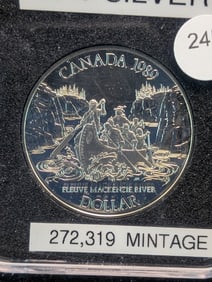 SILVER
24
CANADA 1989
FLEUVE MACKENZIE RIVER
DOLLAR
272,319 MINTAGE